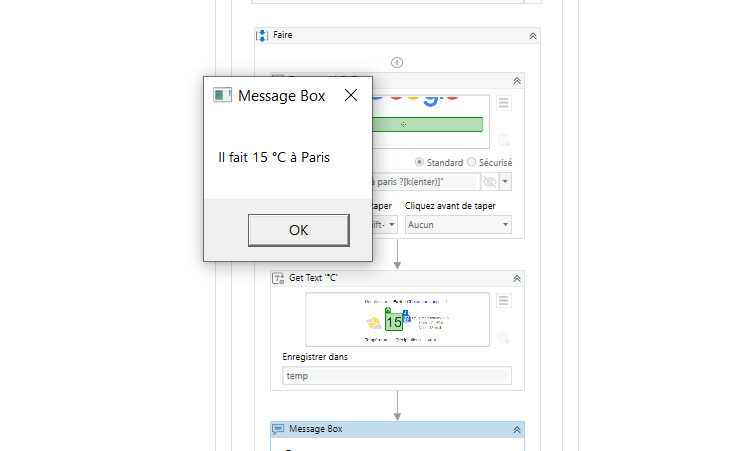 Faire
Message Box
Il fait 15 °C à Paris
OK
Standard
Sécurisé
à paris ?[k(enter)]"
taper
Cliquez avant de taper
ift-
Aucun
Get Text '°C'
15
Enregistrer dans
temp
Message Box